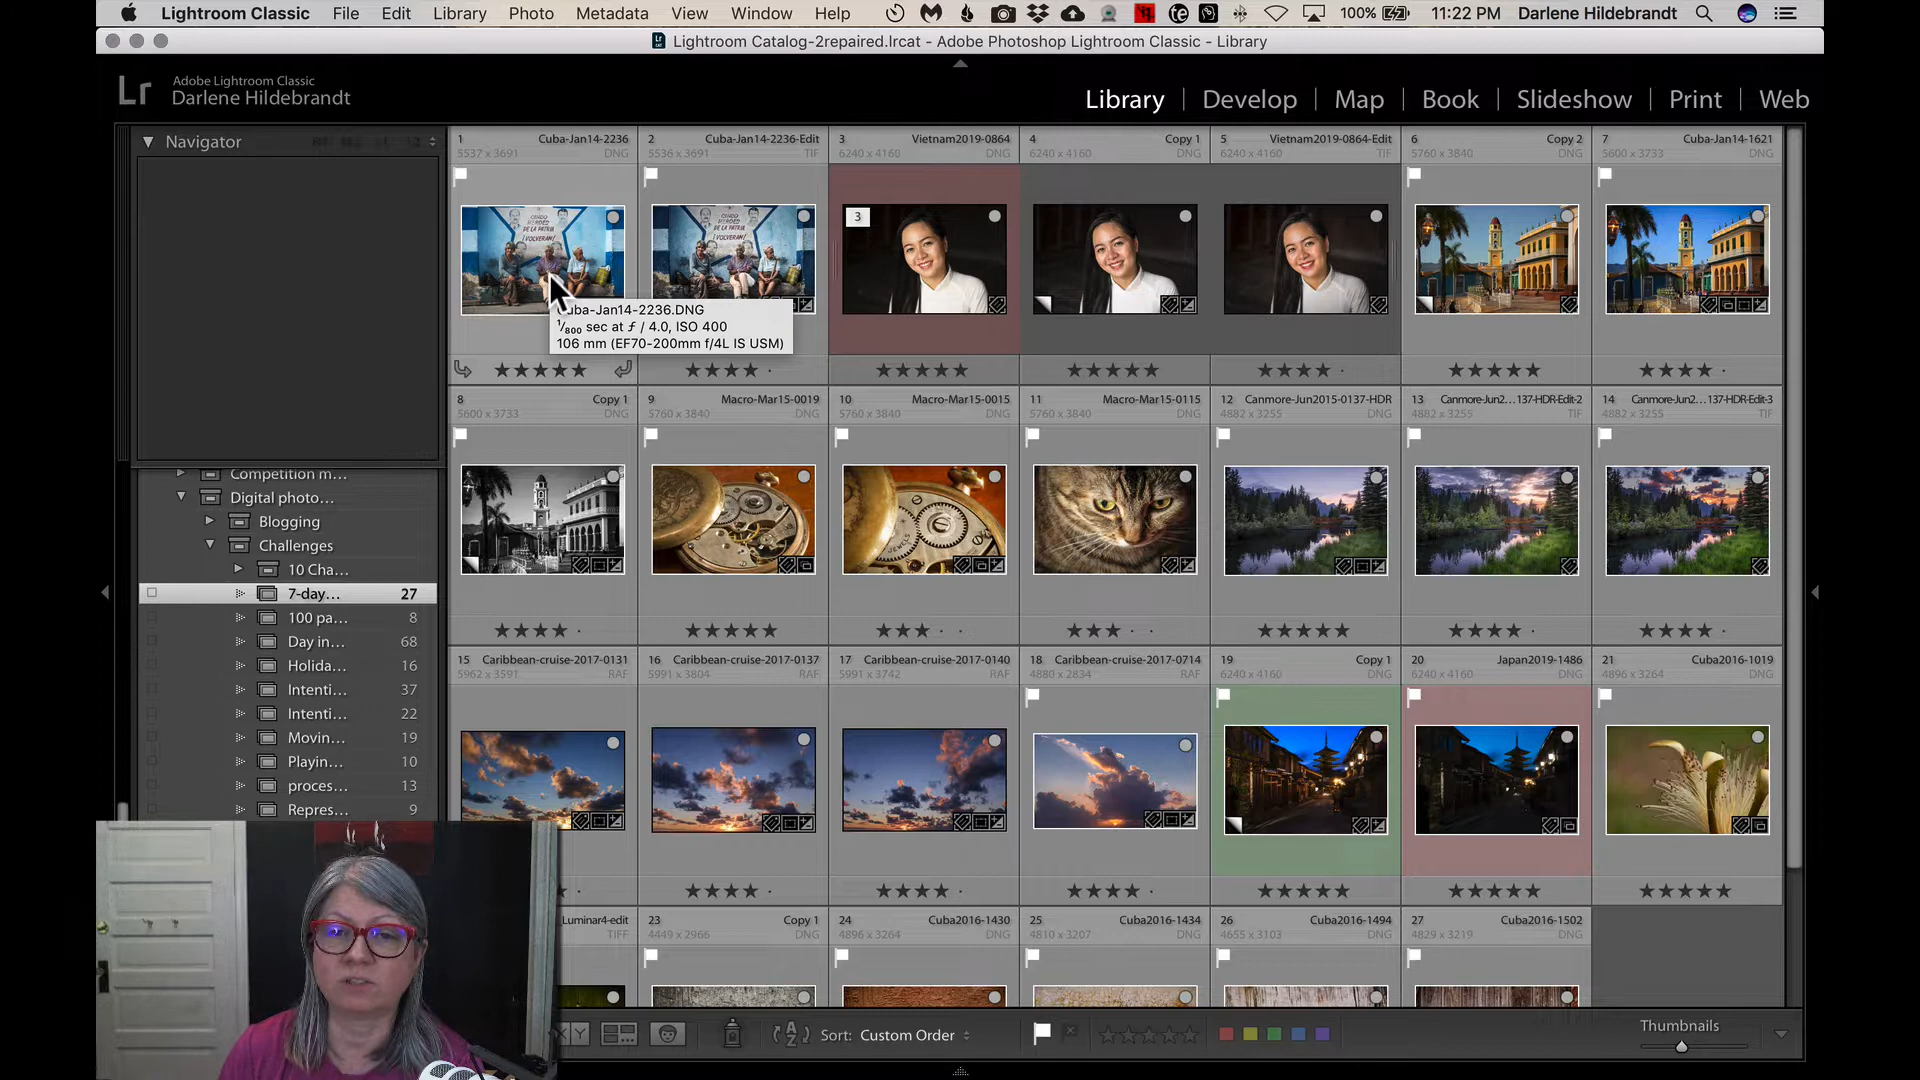 Lightroom Classic File Edit Library Photo Metadata View Window Help 100% 11:22 PM Darlene Hildebrandt
Lightroom Catalog-2repaired.lrcat - Adobe Photoshop Lightroom Classic - Library
Lr Adobe Lightroom Classic
Darlene Hildebrandt
Library | Develop | Map | Book | Slideshow | Print | Web
Navigator
1 Cuba-Jan14-2236 2 Cuba-Jan14-2236-Edit 3 Vietnam2019-0864 4 Copy 1 5 Vietnam2019-0864-Edit 6 Copy 2 7 Cuba-Jan14-1621
5537 x 3691 DNG 5536 x 3691 TIF 6240 x 4160 DNG 6240 x 4160 DNG 6240 x 4160 TIF 5760 x 3840 DNG 5600 x 3733 DNG
3
CINCO
HEROES
DE LA PATRIA
¡VOLVERAN!
uba-Jan14-2236.DNG
1/800 sec at ƒ / 4.0, ISO 400
106 mm (EF70-200mm f/4L IS USM)
8 Copy 1 9 Macro-Mar15-0019 10 Macro-Mar15-0015 11 Macro-Mar15-0115 12 Canmore-Jun2015-0137-HDR 13 Canmore-Jun2...137-HDR-Edit-2 14 Canmore-Jun2...137-HDR-Edit-3
5600 x 3733 DNG 5760 x 3840 DNG 5760 x 3840 DNG 5760 x 3840 DNG 4882 x 3255 DNG 4882 x 3255 TIF 4882 x 3255 TIF
JEWELS
15 Caribbean-cruise-2017-0131 16 Caribbean-cruise-2017-0137 17 Caribbean-cruise-2017-0140 18 Caribbean-cruise-2017-0714 19 Copy 1 20 Japan2019-1486 21 Cuba2016-1019
5962 x 3591 RAF 5991 x 3804 RAF 5991 x 3742 RAF 4880 x 2834 RAF 6240 x 4160 DNG 6240 x 4160 DNG 4896 x 3264 DNG
Luminar4-edit 23 Copy 1 24 Cuba2016-1430 25 Cuba2016-1434 26 Cuba2016-1494 27 Cuba2016-1502
TIFF 4449 x 2966 DNG 4896 x 3264 DNG 4810 x 3207 DNG 4655 x 3103 DNG 4829 x 3219 DNG
Competition m...
Digital photo...
Blogging
Challenges
10 Cha...
7-day... 27
100 pa... 8
Day in... 68
Holida... 16
Intenti... 37
Intenti... 22
Movin... 19
Playin... 10
proces... 13
Repres... 9
Sort: Custom Order
Thumbnails